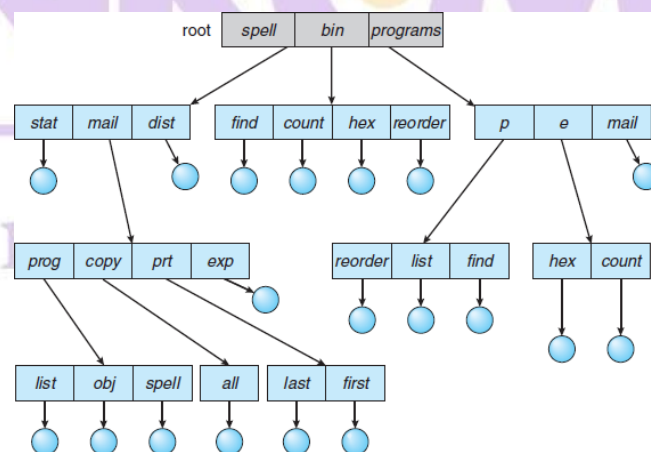 root spell bin programs
stat mail dist find count hex reorder p e mail
prog copy prt exp reorder list find hex count
list obj spell all last first